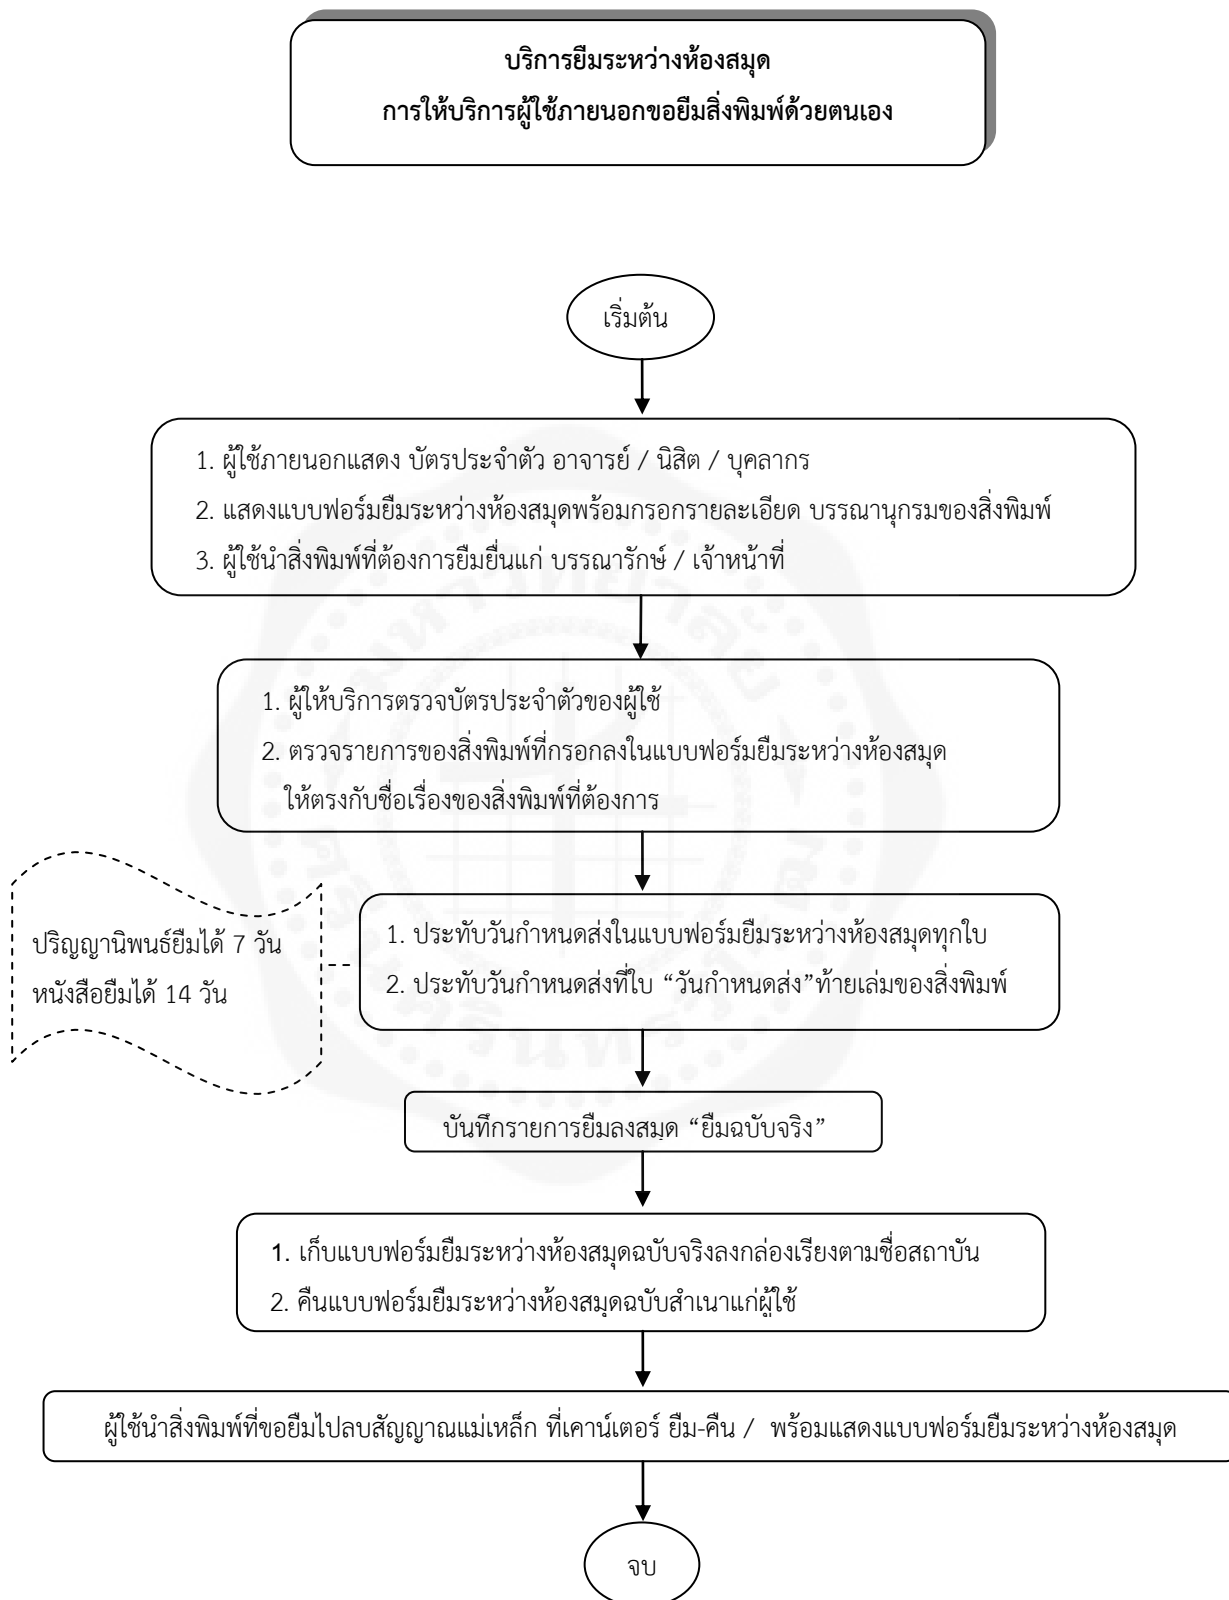 บริการยืมระหว่างห้องสมุด
การให้บริการผู้ใช้ภายนอกขอยืมสิ่งพิมพ์ด้วยตนเอง
เริ่มต้น
1. ผู้ใช้ภายนอกแสดง บัตรประจำตัว อาจารย์ / นิสิต / บุคลากร
2. แสดงแบบฟอร์มยืมระหว่างห้องสมุดพร้อมกรอกรายละเอียด บรรณานุกรมของสิ่งพิมพ์
3. ผู้ใช้นำสิ่งพิมพ์ที่ต้องการยืมยื่นแก่ บรรณารักษ์ / เจ้าหน้าที่
1. ผู้ให้บริการตรวจบัตรประจำตัวของผู้ใช้
2. ตรวจรายการของสิ่งพิมพ์ที่กรอกลงในแบบฟอร์มยืมระหว่างห้องสมุด
ให้ตรงกับชื่อเรื่องของสิ่งพิมพ์ที่ต้องการ
ปริญญานิพนธ์ยืมได้ 7 วัน
หนังสือยืมได้ 14 วัน
1. ประทับวันกำหนดส่งในแบบฟอร์มยืมระหว่างห้องสมุดทุกใบ
2. ประทับวันกำหนดส่งที่ใบ “วันกำหนดส่ง”ท้ายเล่มของสิ่งพิมพ์
บันทึกรายการยืมลงสมุด “ยืมฉบับจริง”
1. เก็บแบบฟอร์มยืมระหว่างห้องสมุดฉบับจริงลงกล่องเรียงตามชื่อสถาบัน
2. คืนแบบฟอร์มยืมระหว่างห้องสมุดฉบับสำเนาแก่ผู้ใช้
ผู้ใช้นำสิ่งพิมพ์ที่ขอยืมไปลบสัญญาณแม่เหล็ก ที่เคาน์เตอร์ ยืม-คืน / พร้อมแสดงแบบฟอร์มยืมระหว่างห้องสมุด
จบ
มหาวิทยาลัย
ศรีนครินทรวิโรฒ